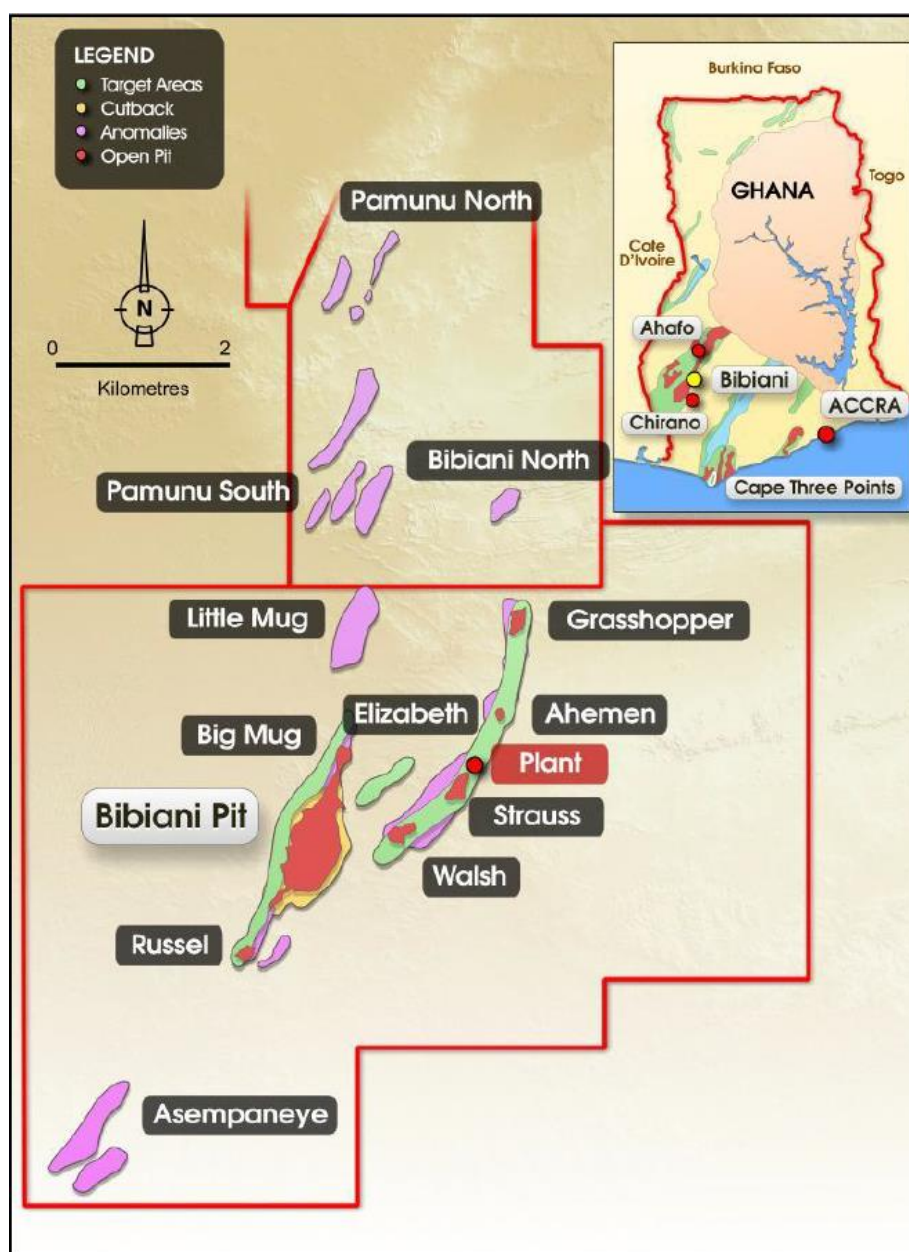 LEGEND
Target Areas
Cutback
Anomalies
Open Pit
N
0 2
Kilometres
Burkina Faso
GHANA
Togo
Cote
D'Ivoire
Ahafo
Bibiani
Chirano
ACCRA
Cape Three Points
Pamunu North
Bibiani North
Pamunu South
Little Mug
Grasshopper
Elizabeth
Ahemen
Big Mug
Plant
Bibiani Pit
Strauss
Walsh
Russel
Asempaneye